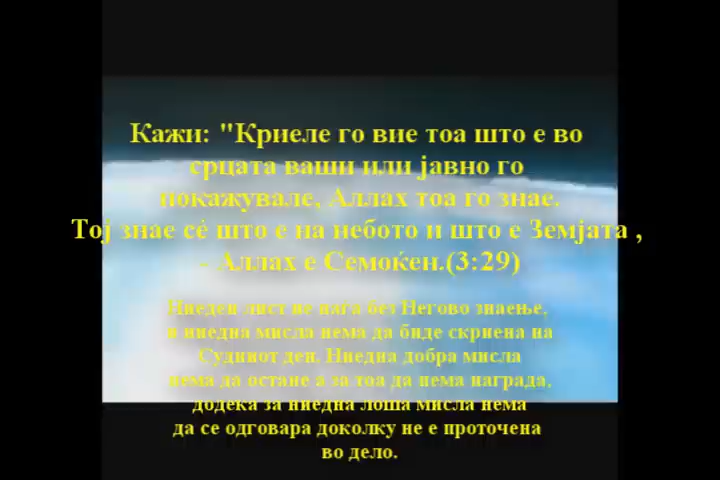 Кажи: "Криеле го вие тоа што е во
срцата ваши или јавно го
покажувале, Аллах тоа го знае.
Тој знае сѐ што е на небото и што е Земјата ,
- Аллах е Семоќен.(3:29)
Ниеден лист не паѓа без Негово знаење,
и ниедна мисла нема да биде скриена на
Судниот ден. Ниедна добра мисла
нема да остане а за тоа да нема награда,
додека за ниедна лоша мисла нема
да се одговара доколку не е проточена
во дело.